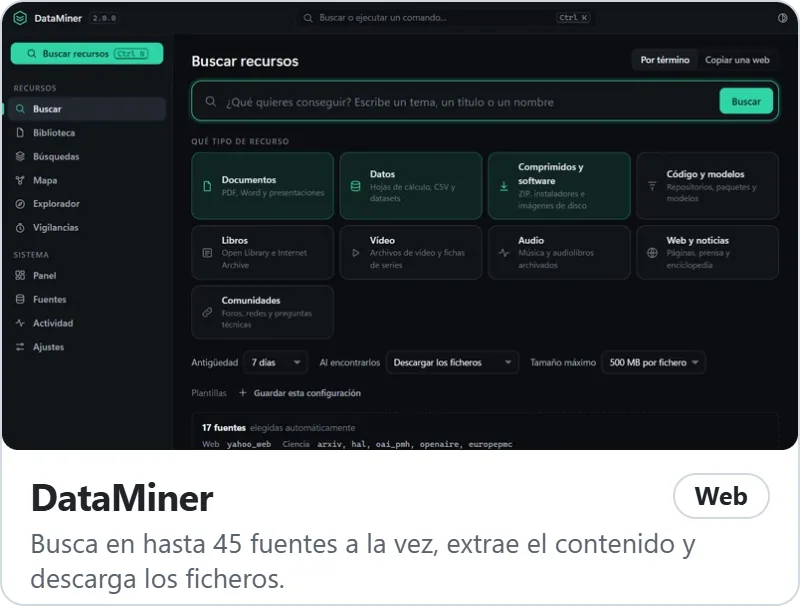 DataMiner 2.0.0
Buscar o ejecutar un comando... Ctrl K
Buscar recursos Ctrl N
RECURSOS
Buscar
Biblioteca
Búsquedas
Mapa
Explorador
Vigilancias
SISTEMA
Panel
Fuentes
Actividad
Ajustes
Buscar recursos
Por término Copiar una web
¿Qué quieres conseguir? Escribe un tema, un título o un nombre Buscar
QUÉ TIPO DE RECURSO
Documentos
PDF, Word y presentaciones
Datos
Hojas de cálculo, CSV y
datasets
Comprimidos y
software
ZIP, instaladores e
imágenes de disco
Código y modelos
Repositorios, paquetes y
modelos
Libros
Open Library e Internet
Archive
Vídeo
Archivos de vídeo y fichas
de series
Audio
Música y audiolibros
archivados
Web y noticias
Páginas, prensa y
enciclopedia
Comunidades
Foros, redes y preguntas
técnicas
Antigüedad 7 días Al encontrarlos Descargar los ficheros Tamaño máximo 500 MB por fichero
Plantillas + Guardar esta configuración
17 fuentes elegidas automáticamente
Web yahoo_web Ciencia arxiv, hal, oai_pmh, openaire, europepmc
DataMiner
Web
Busca en hasta 45 fuentes a la vez, extrae el contenido y
descarga los ficheros.